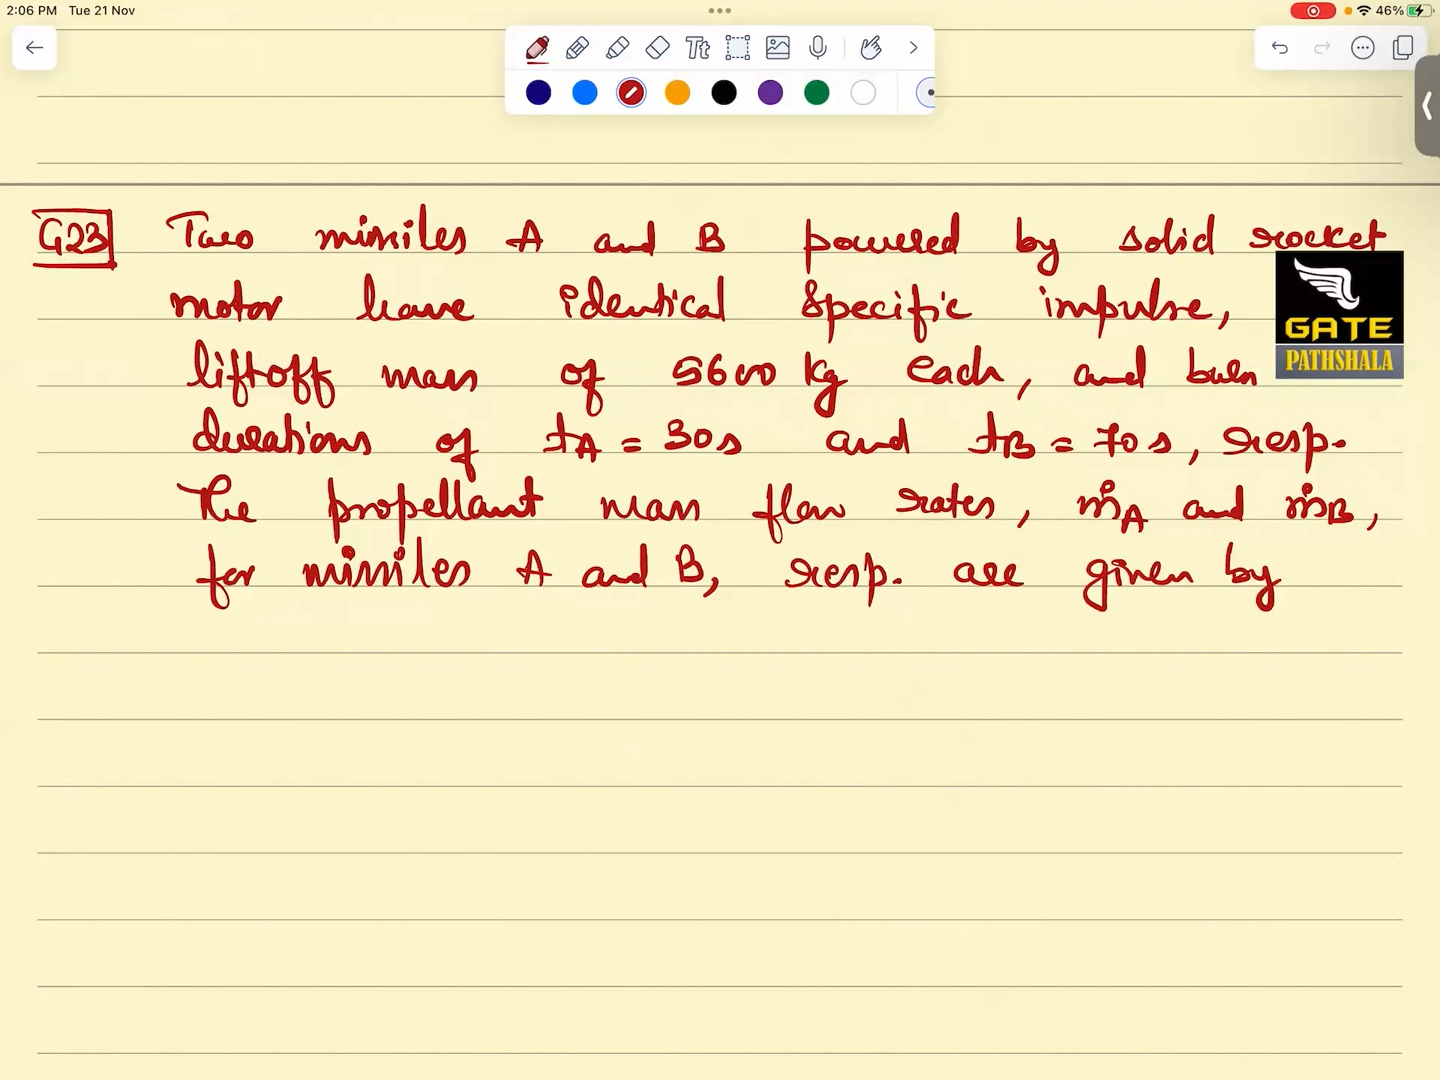 2:06 PM Tue 21 Nov
46%
Tt
G23 Two missiles A and B powered by solid rocket
motor have identical specific impulse,
liftoff mass of 5600 kg each, and burn
durations of tA = 30s and tB = 70s, resp.
The propellant mass flow rates, ṁA and ṁB,
for missiles A and B, resp. are given by
GATE
PATHSHALA